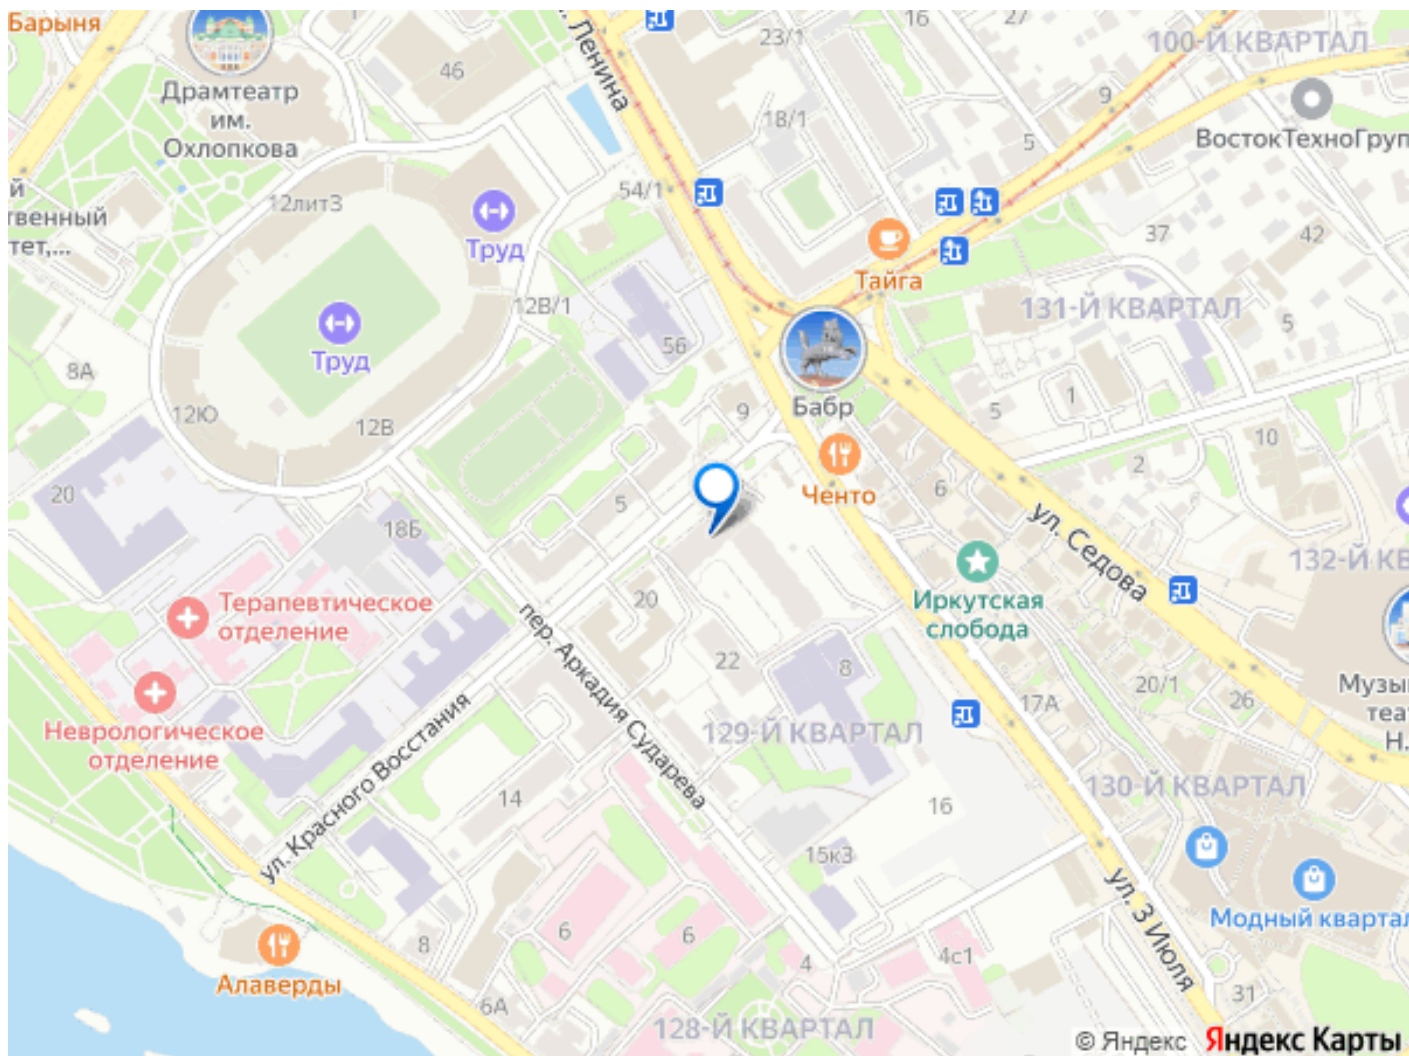 Барыня
46
23/1
16
27
100-Й КВАРТАЛ
ул. Ленина
Драмтеатр
им.
Охлопкова
18/1
9
5
ВостокТехноГруп
й
твенный
тет,...
12лит3
54/1
Труд
37
42
Тайга
12В/1
131-Й КВАРТАЛ
5
Труд
56
8А
1
5
12Ю
12В
9
Бабр
10
2
20
5
Ченто
6
ул. Седова
18Б
132-Й КВ
Терапевтическое
отделение
20
Иркутская
слобода
пер. Аркадия Сударева
22
8
20/1
26
17А
Музы
теа
Н.
Неврологическое
отделение
129-Й КВАРТАЛ
ул. Красного Восстания
14
16
130-Й КВАРТАЛ
15к3
ул. 3 Июля
Модный квартал
8
6
6
4
4с1
Алаверды
6А
31
128-Й КВАРТАЛ
© Яндекс Яндекс Карты